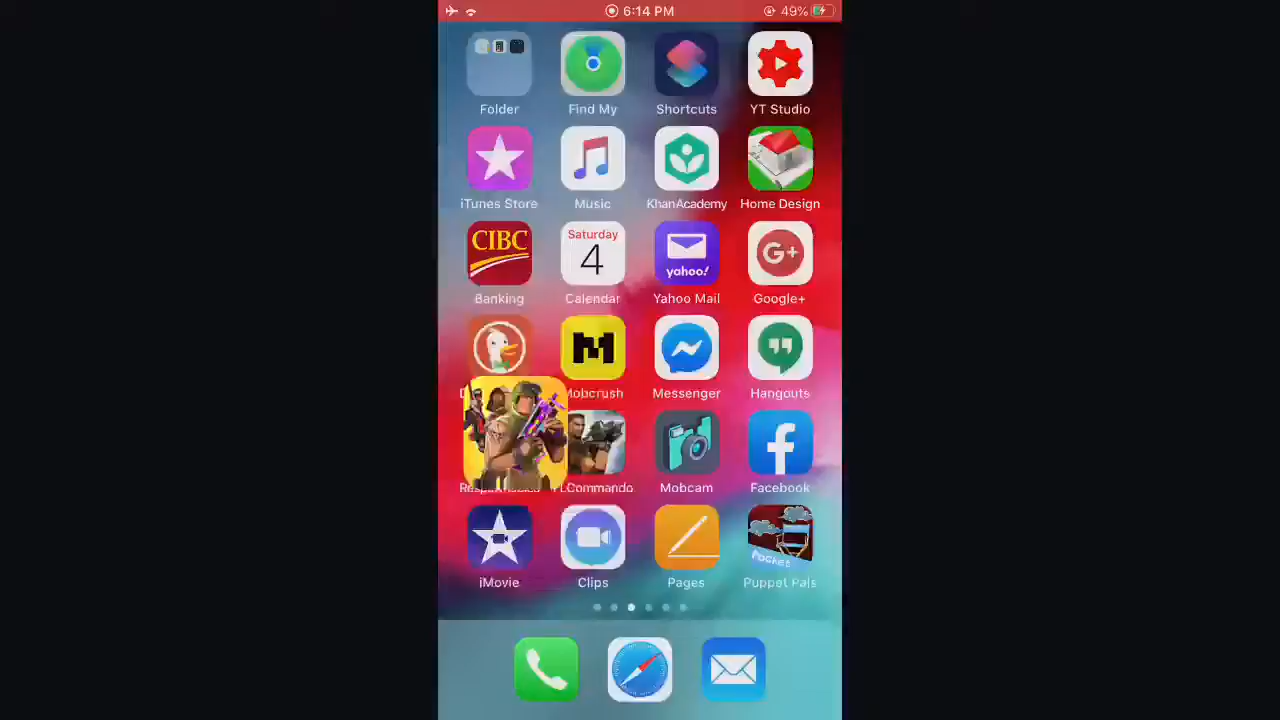 6:14 PM 49%
Folder Find My Shortcuts YT Studio
iTunes Store Music KhanAcademy Home Design
CIBC Saturday
4 yahoo! G+
Banking Calendar Yahoo Mail Google+
M
Mobcrush Messenger Hangouts
Commando Mobcam Facebook
Pocket
iMovie Clips Pages Puppet Pals